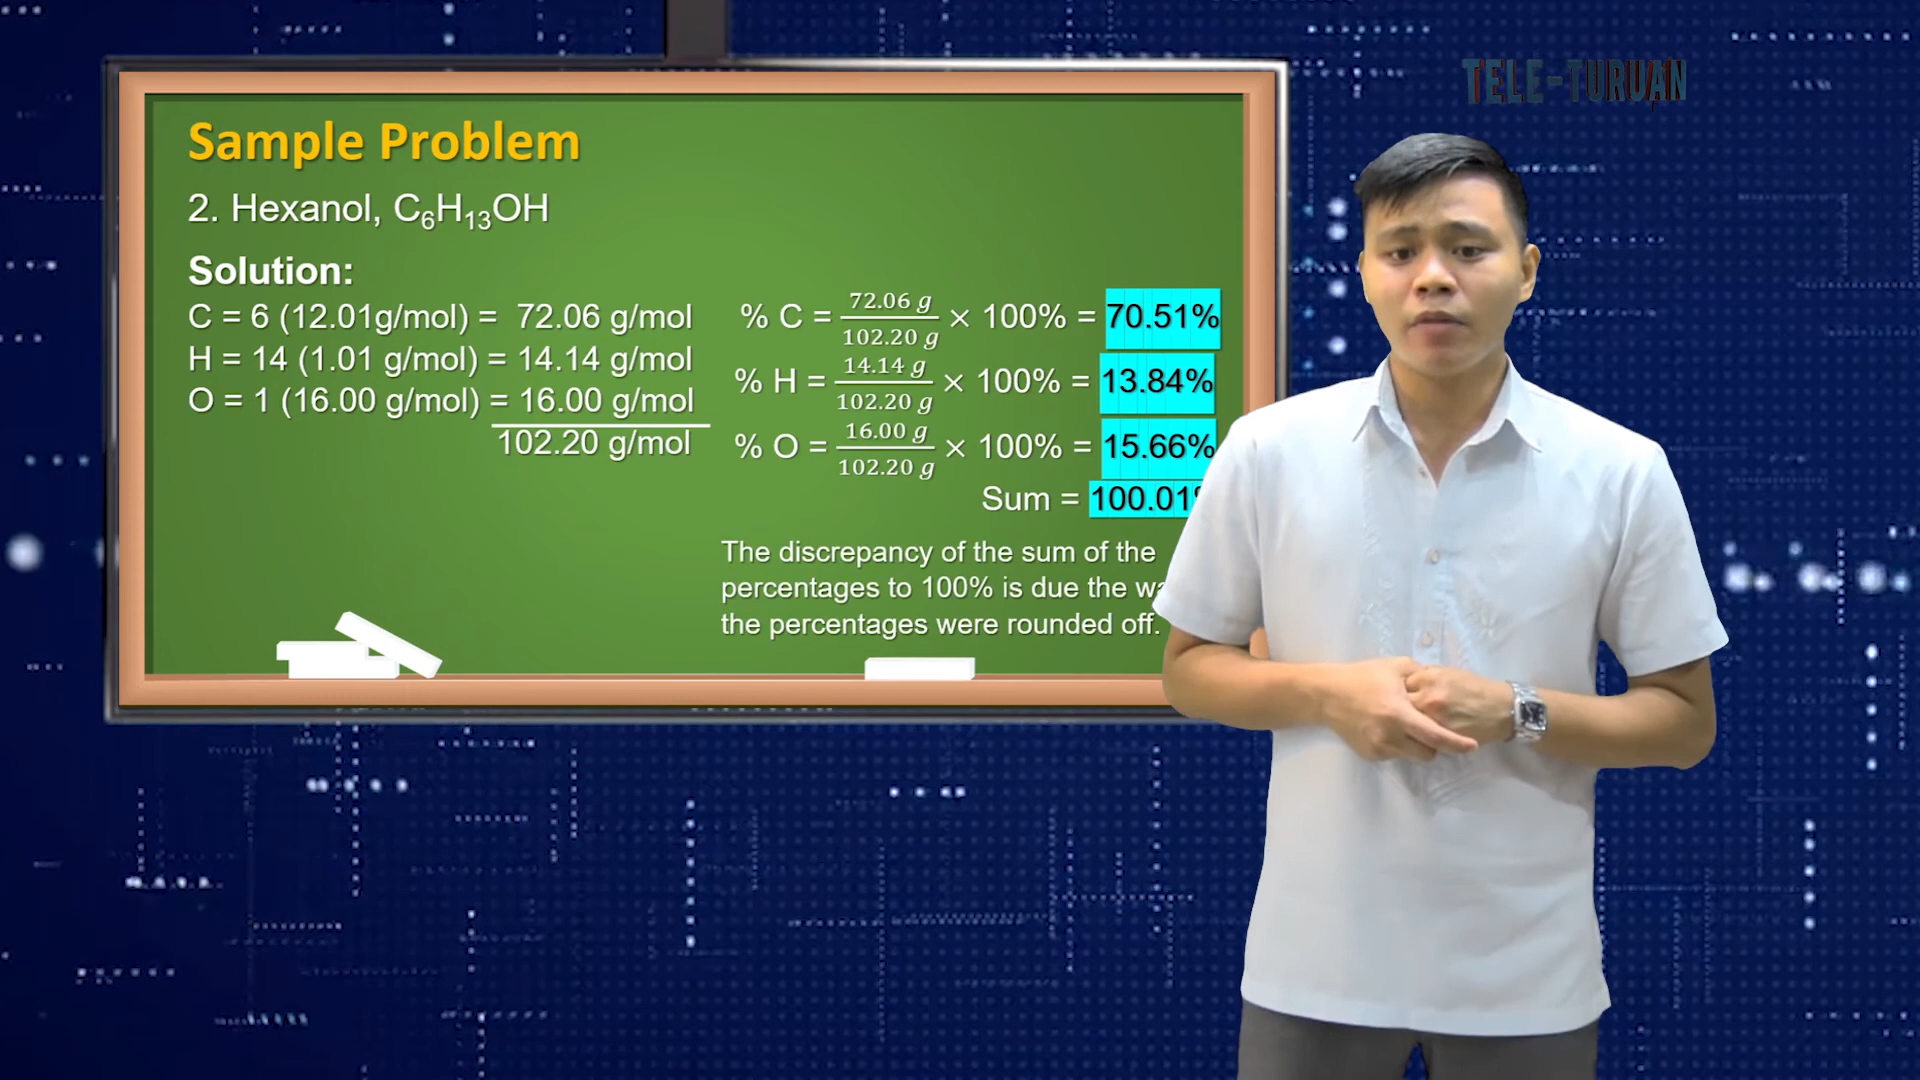 TELE-TURUAN
Sample Problem
2. Hexanol, C₆H₁₃OH
Solution:
C = 6 (12.01g/mol) = 72.06 g/mol
H = 14 (1.01 g/mol) = 14.14 g/mol
O = 1 (16.00 g/mol) = 16.00 g/mol
102.20 g/mol
% C = 72.06 g / 102.20 g × 100% = 70.51%
% H = 14.14 g / 102.20 g × 100% = 13.84%
% O = 16.00 g / 102.20 g × 100% = 15.66%
Sum = 100.01%
The discrepancy of the sum of the
percentages to 100% is due the
the percentages were rounded off.